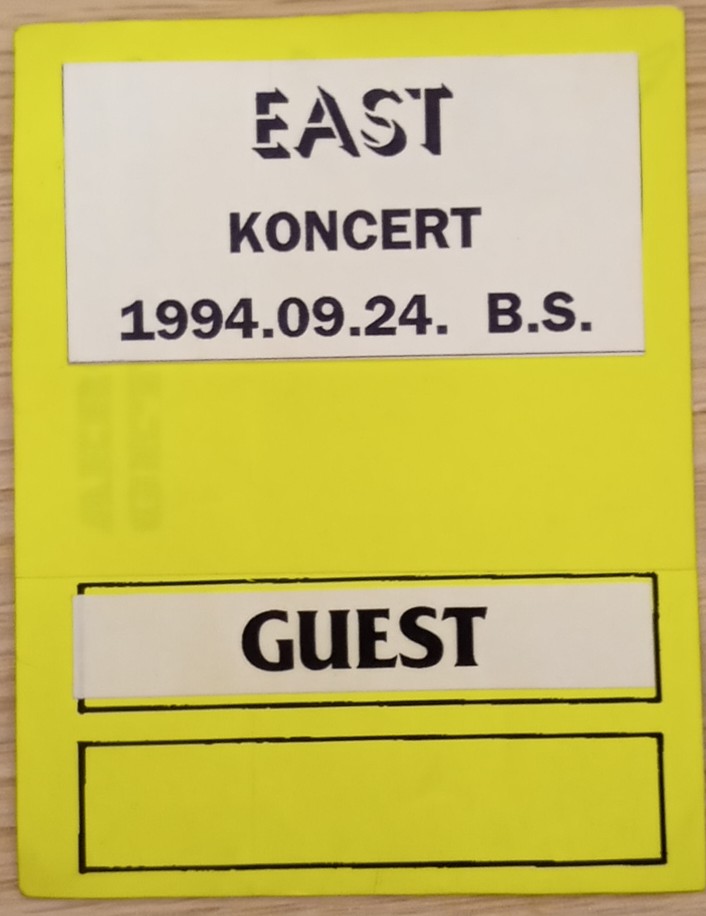 EAST
KONCERT
1994.09.24. B.S.
GUEST